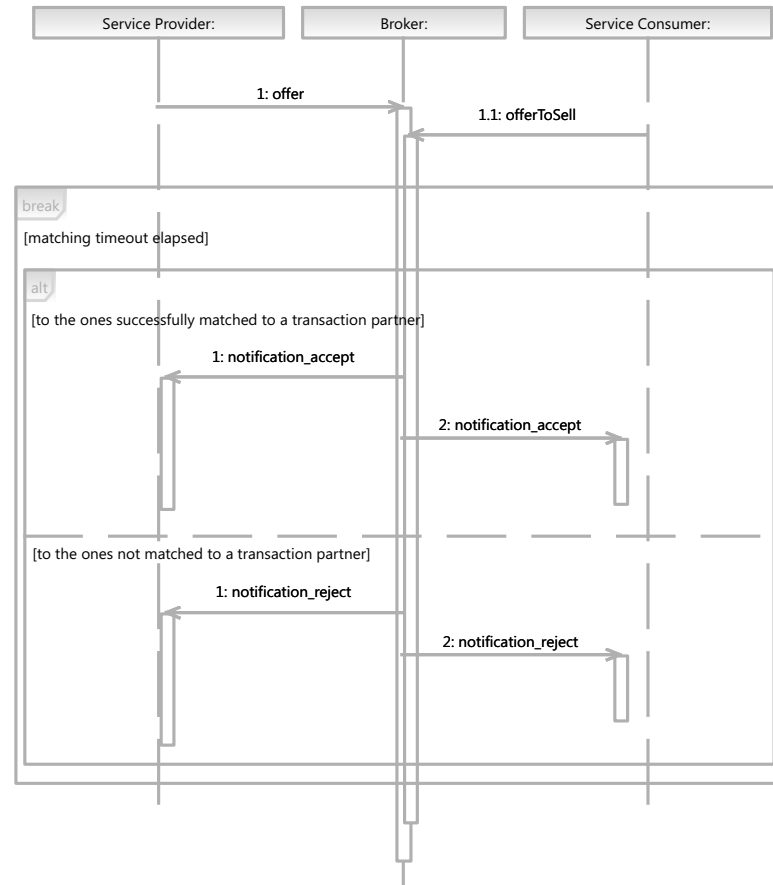 Service Provider:
Broker:
Service Consumer:
1: offer
1.1: offerToSell
break
[matching timeout elapsed]
alt
[to the ones successfully matched to a transaction partner]
1: notification_accept
2: notification_accept
[to the ones not matched to a transaction partner]
1: notification_reject
2: notification_reject